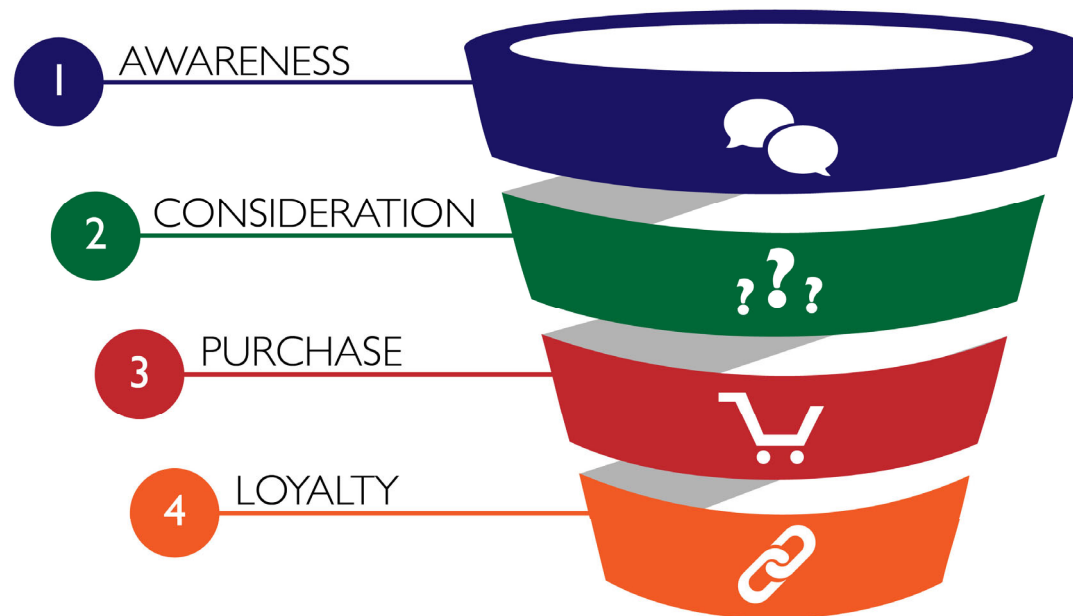 1 AWARENESS
2 CONSIDERATION
? ? ?
3 PURCHASE
4 LOYALTY